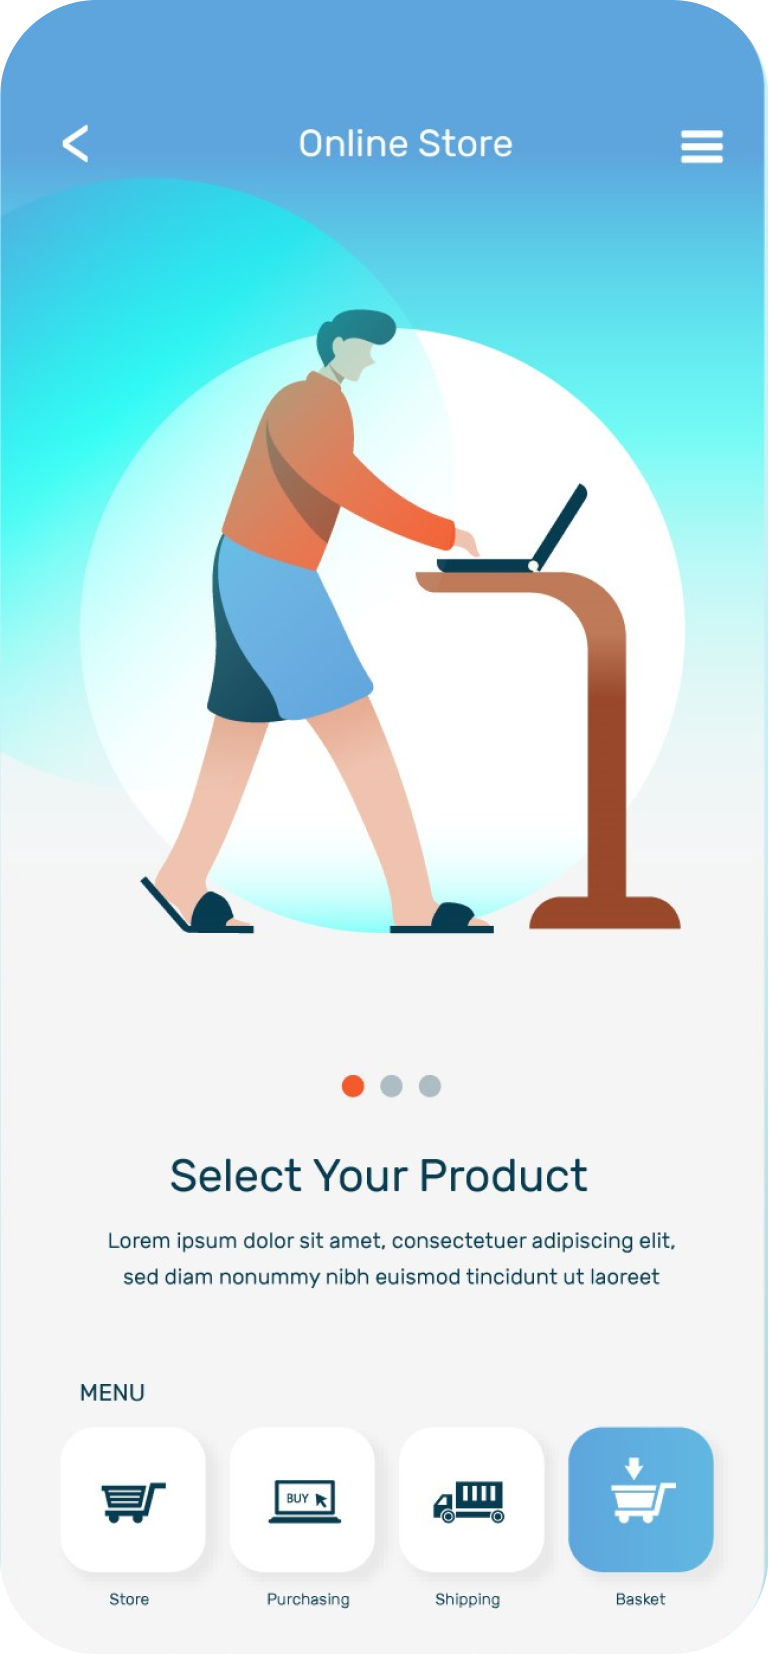 Online Store
Select Your Product
Lorem ipsum dolor sit amet, consectetuer adipiscing elit,
sed diam nonummy nibh euismod tincidunt ut laoreet
MENU
BUY
Store
Purchasing
Shipping
Basket